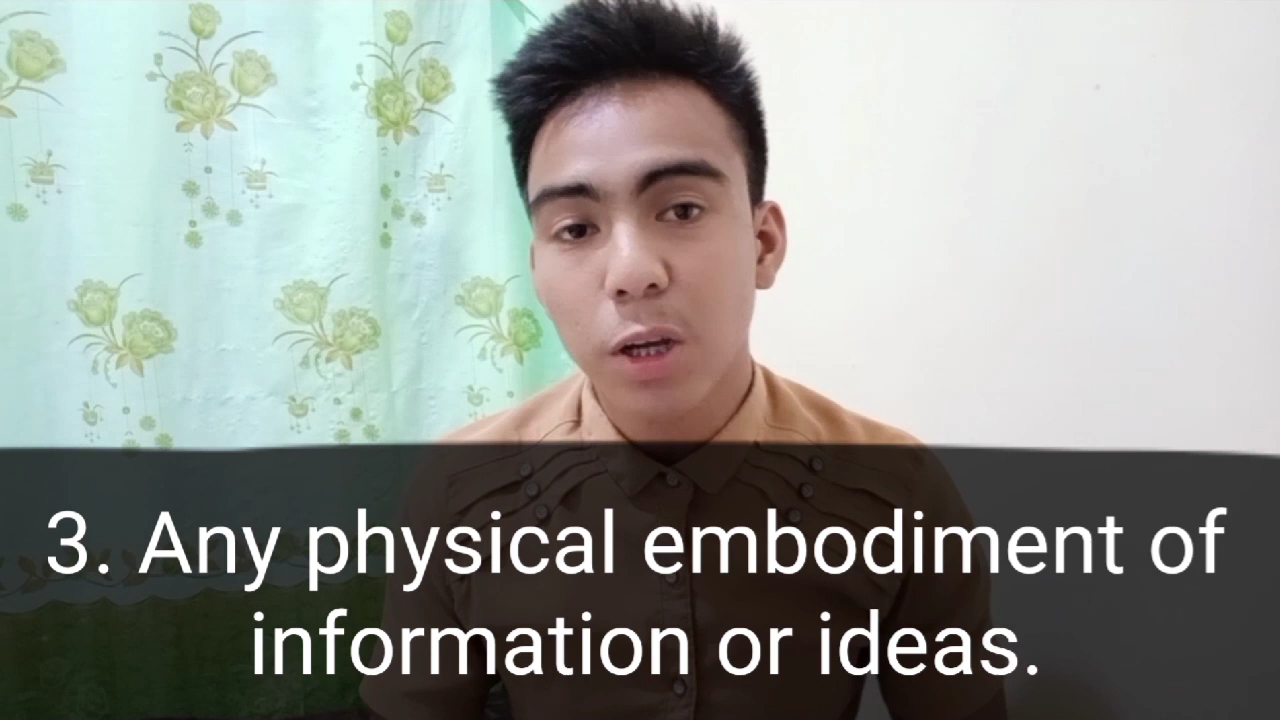 3. Any physical embodiment of
information or ideas.